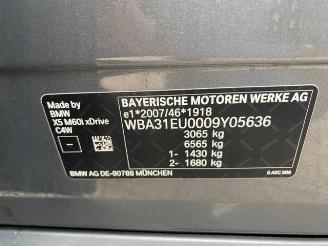 Made by
BMW
X5 M60i xDrive
C4W
BAYERISCHE MOTOREN WERKE AG
e1*2007/46*1918
WBA31EU0009Y05636
3065 kg
6565 kg
1- 1430 kg
2- 1680 kg
BMW AG DE-80788 MÜNCHEN